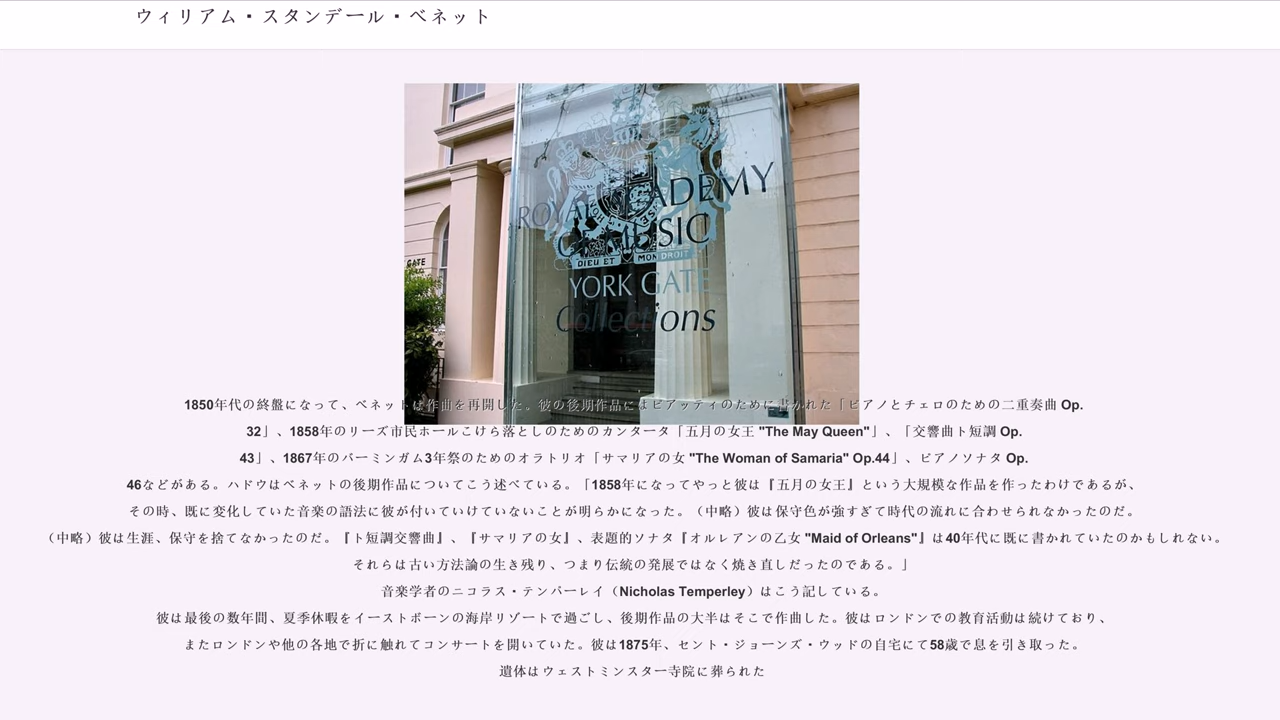 ウィリアム・スタンデール・ベネット
ROYAL ACADEMY
OF MUSIC
DIEU ET MON DROIT
YORK GATE
Collections
GATE
1850年代の終盤になって、ベネットは作曲を再開した。彼の後期作品にはピアッティのために書かれた「ピアノとチェロのための二重奏曲 Op.
32」、1858年のリーズ市民ホールこけら落としのためのカンタータ「五月の女王 "The May Queen"」、「交響曲ト短調 Op.
43」、1867年のバーミンガム3年祭のためのオラトリオ「サマリアの女 "The Woman of Samaria" Op.44」、ピアノソナタ Op.
46などがある。ハドウはベネットの後期作品についてこう述べている。「1858年になってやっと彼は『五月の女王』という大規模な作品を作ったわけであるが、
その時、既に変化していた音楽の語法に彼が付いていけていないことが明らかになった。（中略）彼は保守色が強すぎて時代の流れに合わせられなかったのだ。
（中略）彼は生涯、保守を捨てなかったのだ。『ト短調交響曲』、『サマリアの女』、表題的ソナタ『オルレアンの乙女 "Maid of Orleans"』は40年代に既に書かれていたのかもしれない。
それらは古い方法論の生き残り、つまり伝統の発展ではなく焼き直しだったのである。」
音楽学者のニコラス・テンパーレイ（Nicholas Temperley）はこう記している。
彼は最後の数年間、夏季休暇をイーストボーンの海岸リゾートで過ごし、後期作品の大半はそこで作曲した。彼はロンドンでの教育活動は続けており、
またロンドンや他の各地で折に触れてコンサートを開いていた。彼は1875年、セント・ジョーンズ・ウッドの自宅にて58歳で息を引き取った。
遺体はウェストミンスター寺院に葬られた